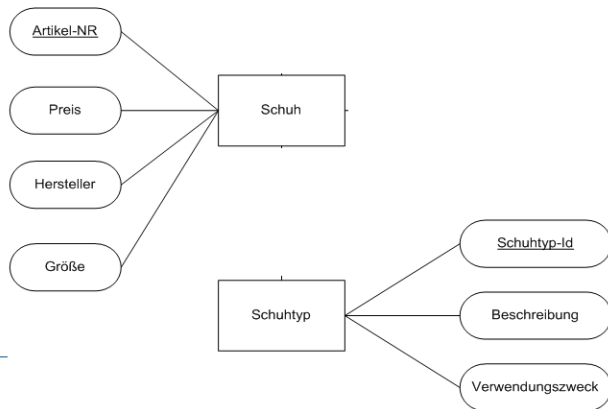 Artikel-NR
Preis
Schuh
Hersteller
Größe
Schuhtyp-Id
Schuhtyp
Beschreibung
Verwendungszweck